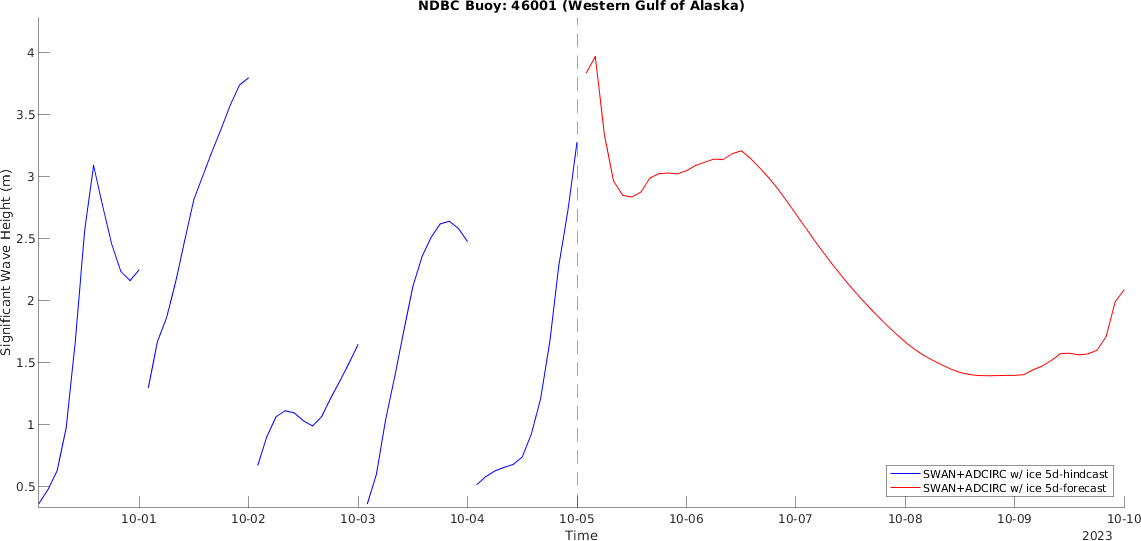 NDBC Buoy: 46001 (Western Gulf of Alaska)
Significant Wave Height (m)
4
3.5
3
2.5
2
1.5
1
0.5
10-01 10-02 10-03 10-04 10-05 10-06 10-07 10-08 10-09 10-10
Time
2023
SWAN+ADCIRC w/ ice 5d-hindcast
SWAN+ADCIRC w/ ice 5d-forecast